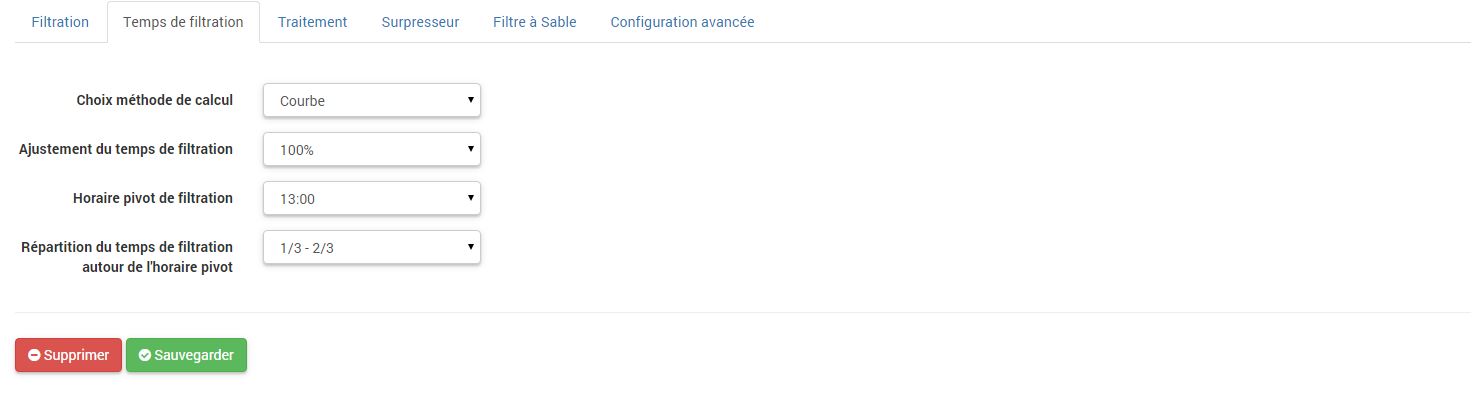 Filtration Temps de filtration Traitement Surpresseur Filtre à Sable Configuration avancée
Choix méthode de calcul Courbe
Ajustement du temps de filtration 100%
Horaire pivot de filtration 13:00
Répartition du temps de filtration 1/3 - 2/3
autour de l'horaire pivot
Supprimer Sauvegarder